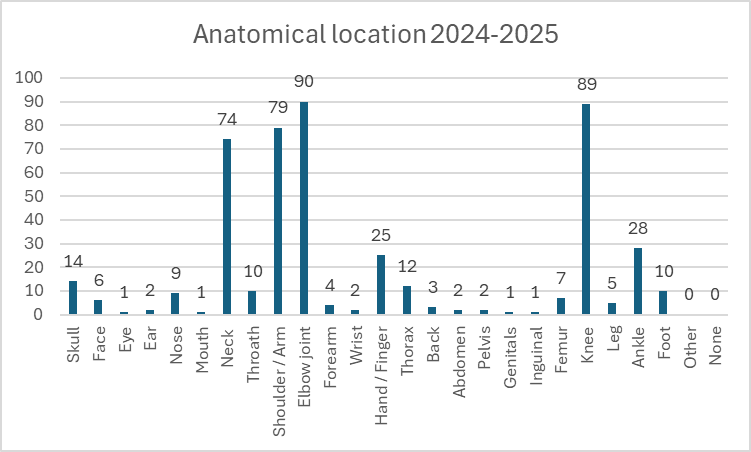 Anatomical location 2024-2025
100
90
80
70
60
50
40
30
20
10
0
14
6
1
2
9
1
74
10
79
90
4
2
25
12
3
2
2
1
1
7
89
5
28
10
0
0
Skull
Face
Eye
Ear
Nose
Mouth
Neck
Throath
Shoulder / Arm
Elbow joint
Forearm
Wrist
Hand / Finger
Thorax
Back
Abdomen
Pelvis
Genitals
Inguinal
Femur
Knee
Leg
Ankle
Foot
Other
None